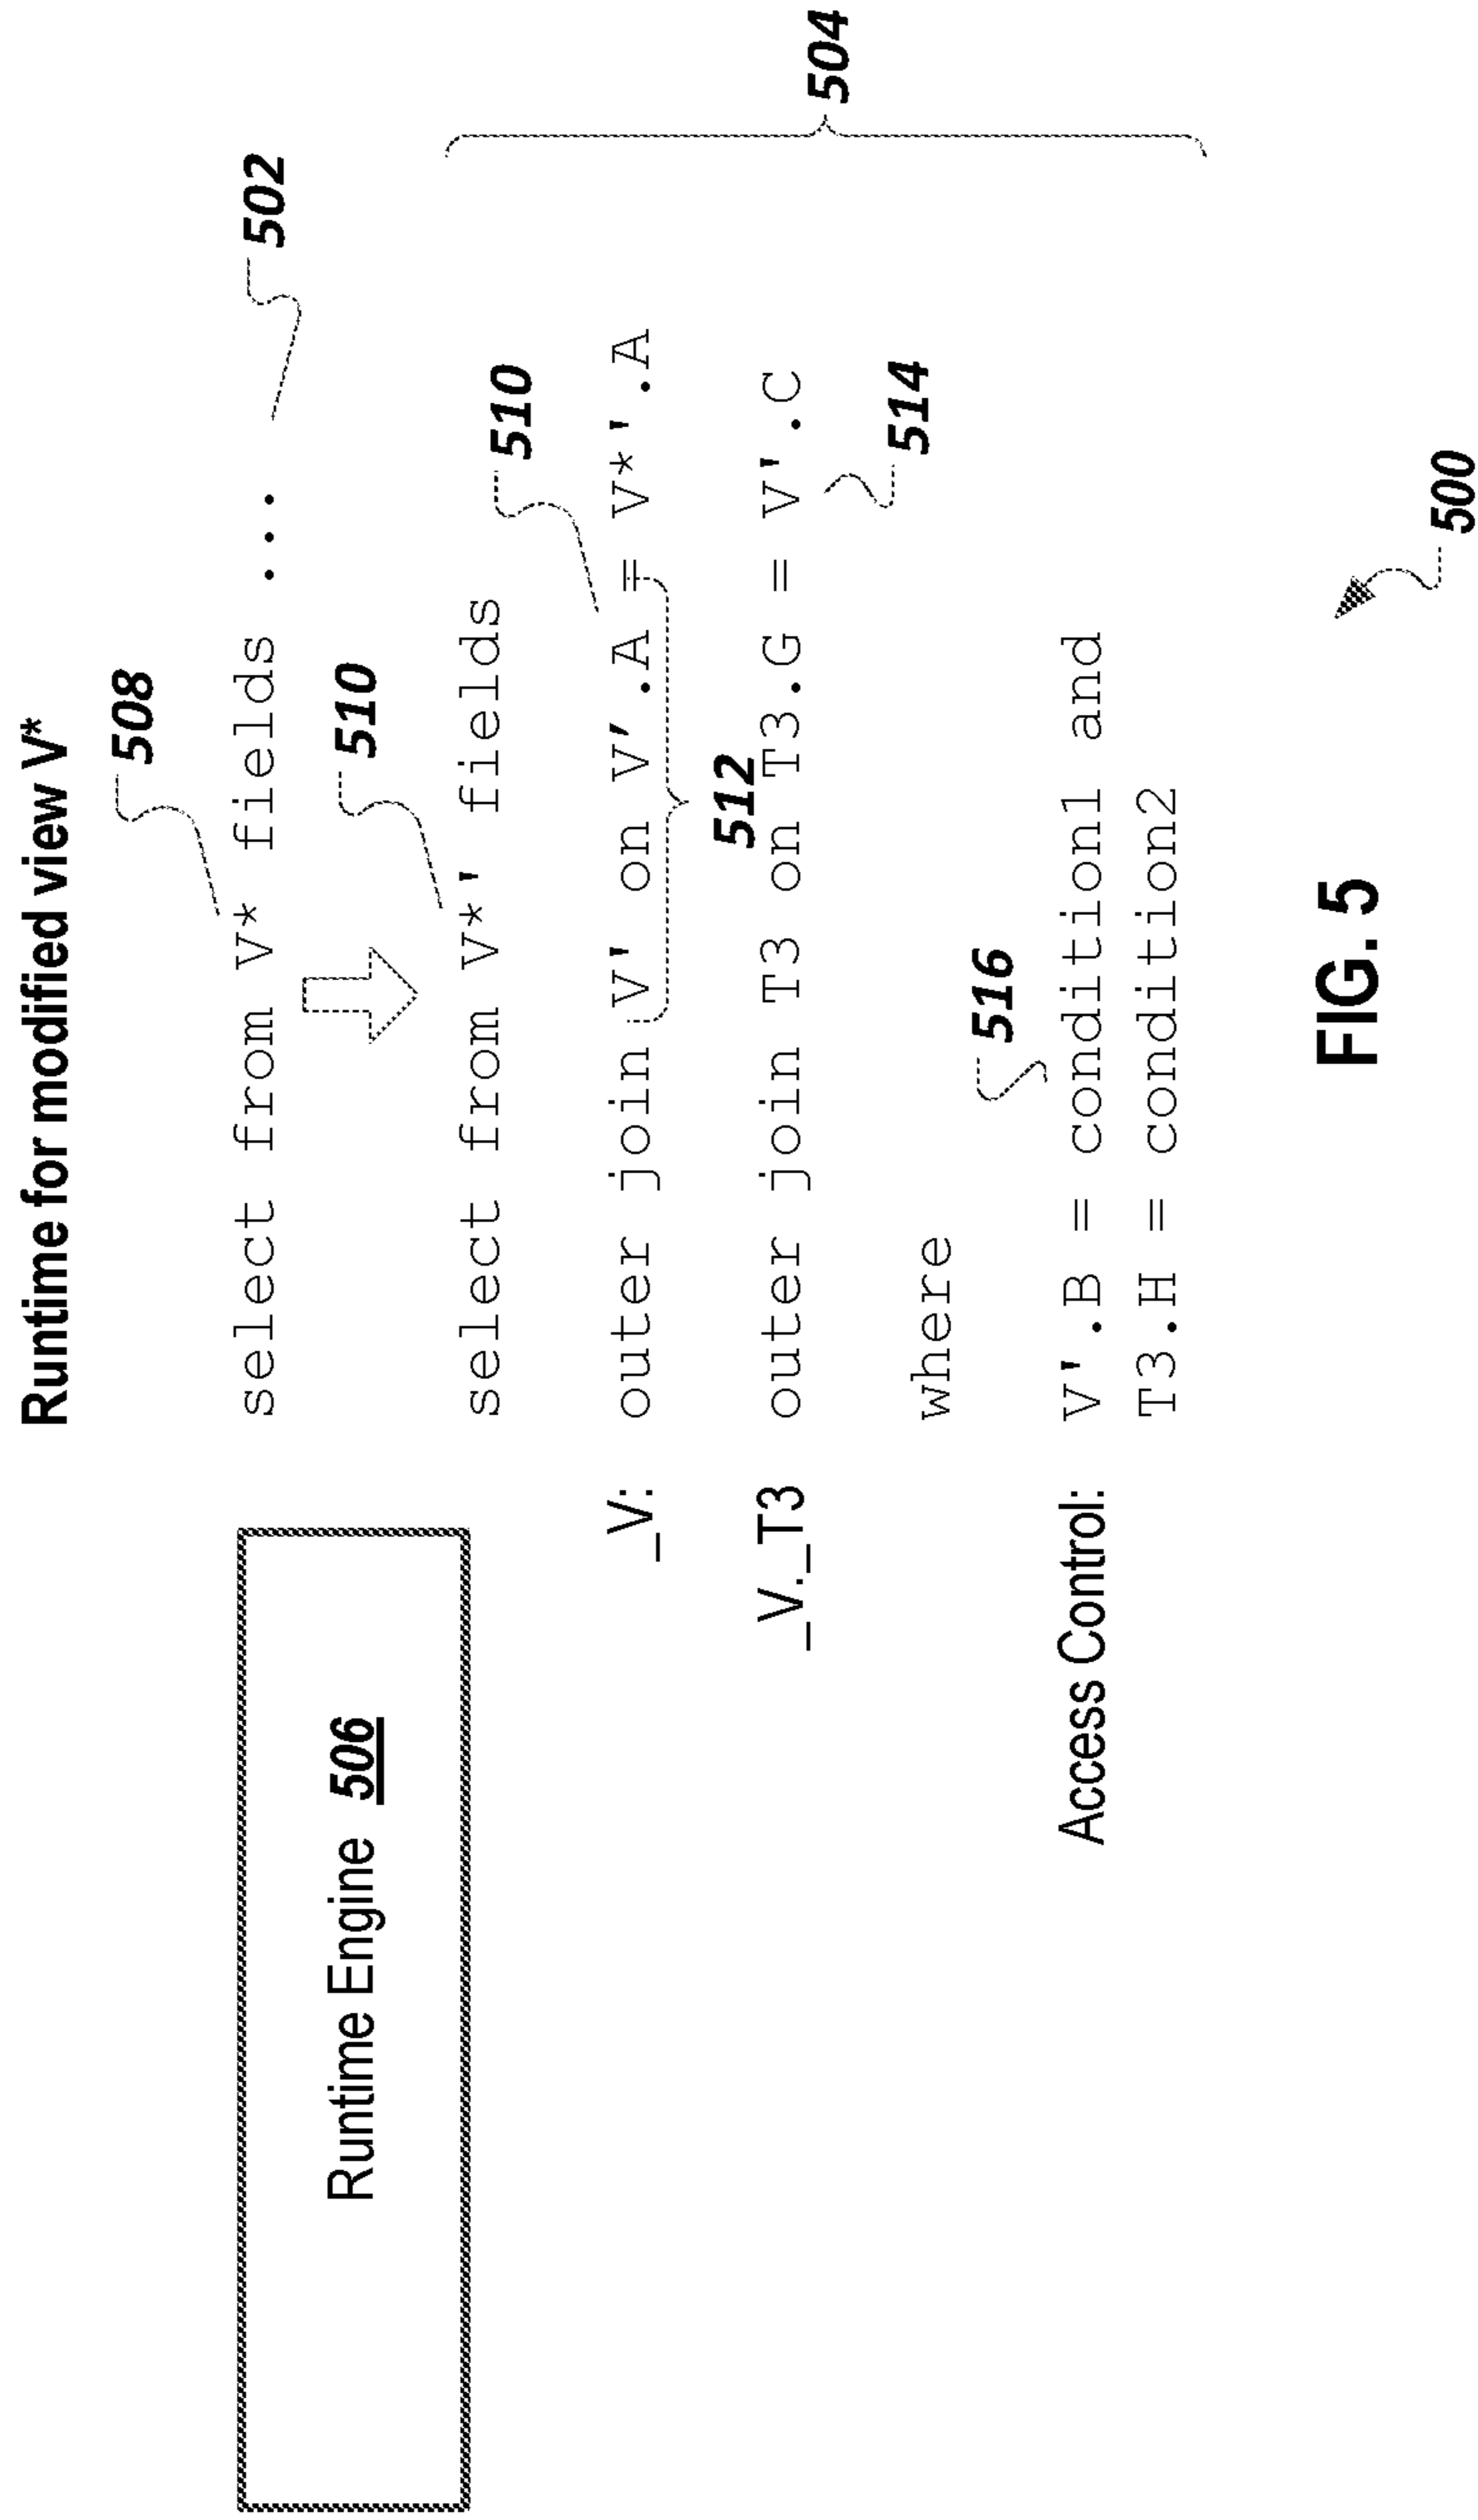 Runtime for modified view V*
508
select from V* fields ...
502
Runtime Engine 506
510
select from V*' fields
510
_V: outer join V' on V'.A = V*'.A
512
_V._T3 outer join T3 on T3.G = V'.C
504
514
where
516
Access Control: V'.B = condition1 and
T3.H = condition2
FIG. 5
500